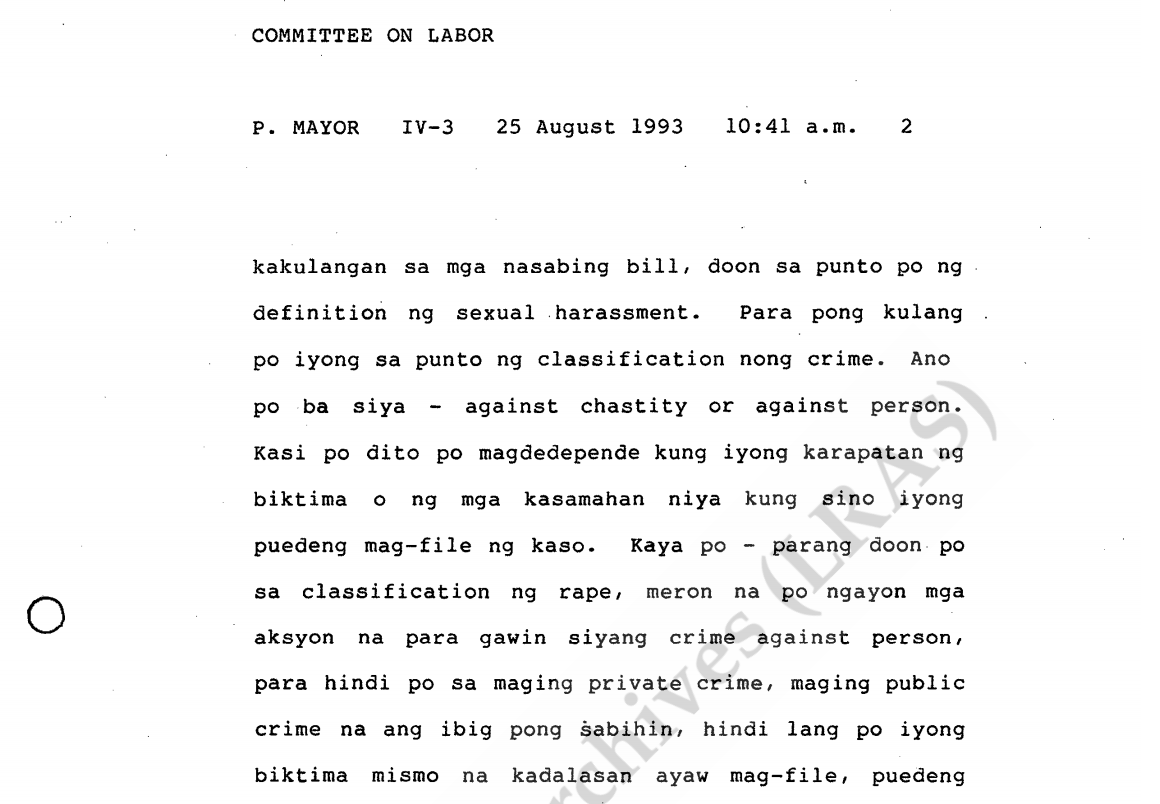 COMMITTEE ON LABOR
P. MAYOR IV-3 25 August 1993 10:41 a.m. 2
kakulangan sa mga nasabing bill, doon sa punto po ng
definition ng sexual harassment. Para pong kulang
po iyong sa punto ng classification nong crime. Ano
po ba siya - against chastity or against person.
Kasi po dito po magdedepende kung iyong karapatan ng
biktima o ng mga kasamahan niya kung sino iyong
puedeng mag-file ng kaso. Kaya po - parang doon po
sa classification ng rape, meron na po ngayon mga
aksyon na para gawin siyang crime against person,
para hindi po sa maging private crime, maging public
crime na ang ibig pong sabihin, hindi lang po iyong
biktima mismo na kadalasan ayaw mag-file, puedeng
rchives (LRAS)